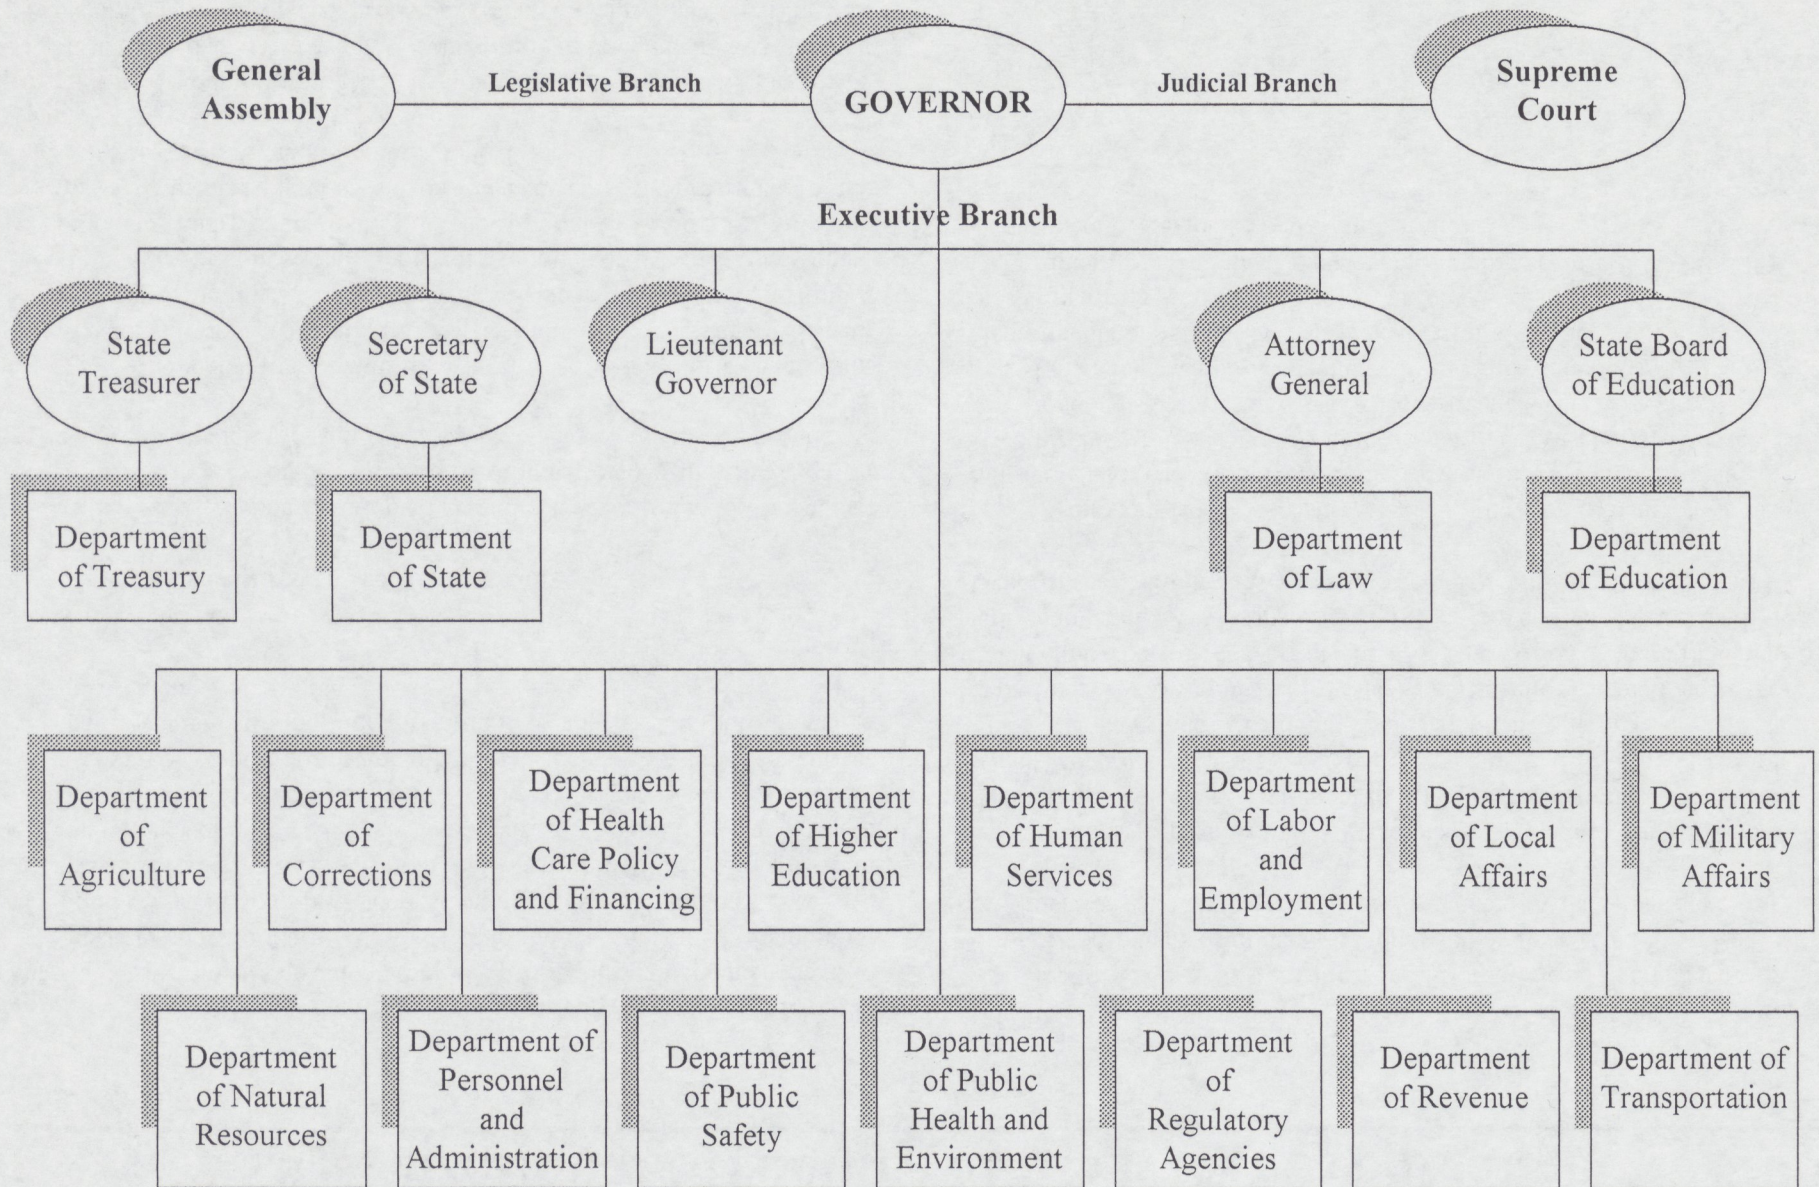 General
Assembly
Legislative Branch
GOVERNOR
Judicial Branch
Supreme
Court
Executive Branch
State
Treasurer
Secretary
of State
Lieutenant
Governor
Attorney
General
State Board
of Education
Department
of Treasury
Department
of State
Department
of Law
Department
of Education
Department
of
Agriculture
Department
of
Corrections
Department
of Health
Care Policy
and Financing
Department
of Higher
Education
Department
of Human
Services
Department
of Labor
and
Employment
Department
of Local
Affairs
Department
of Military
Affairs
Department
of Natural
Resources
Department of
Personnel
and
Administration
Department
of Public
Safety
Department
of Public
Health and
Environment
Department
of
Regulatory
Agencies
Department
of Revenue
Department of
Transportation